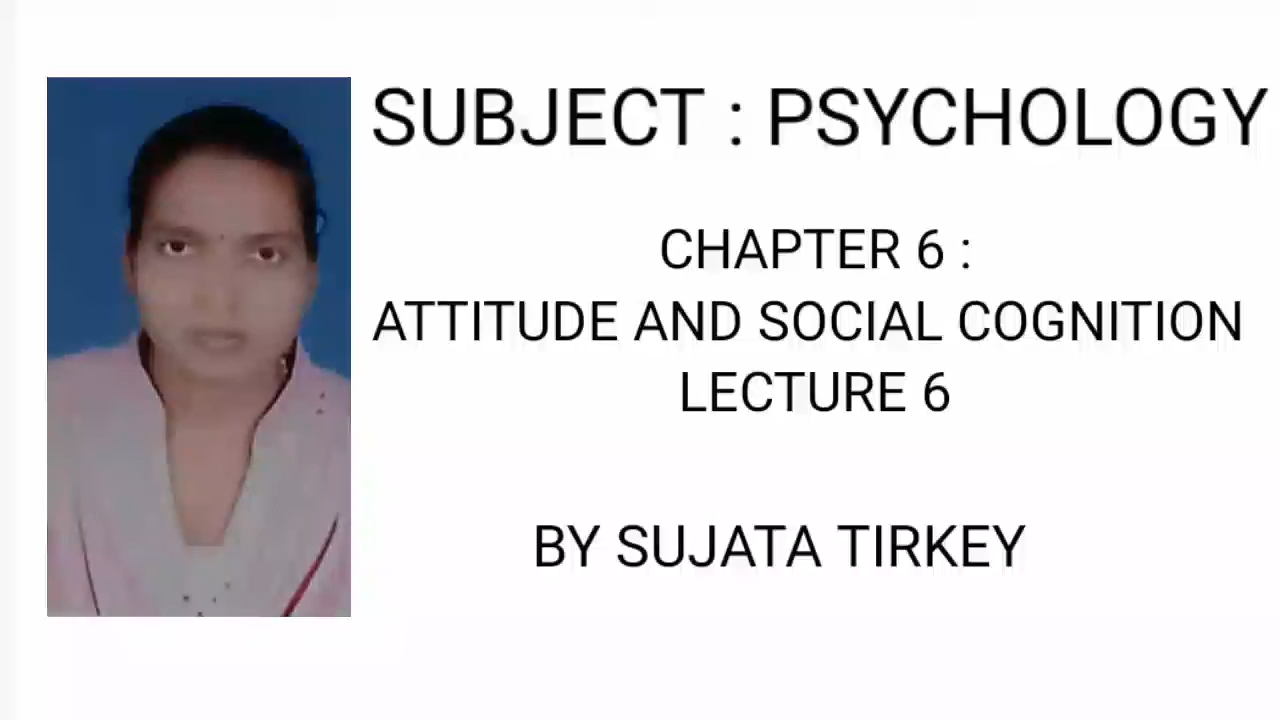 SUBJECT : PSYCHOLOGY
CHAPTER 6 :
ATTITUDE AND SOCIAL COGNITION
LECTURE 6
BY SUJATA TIRKEY